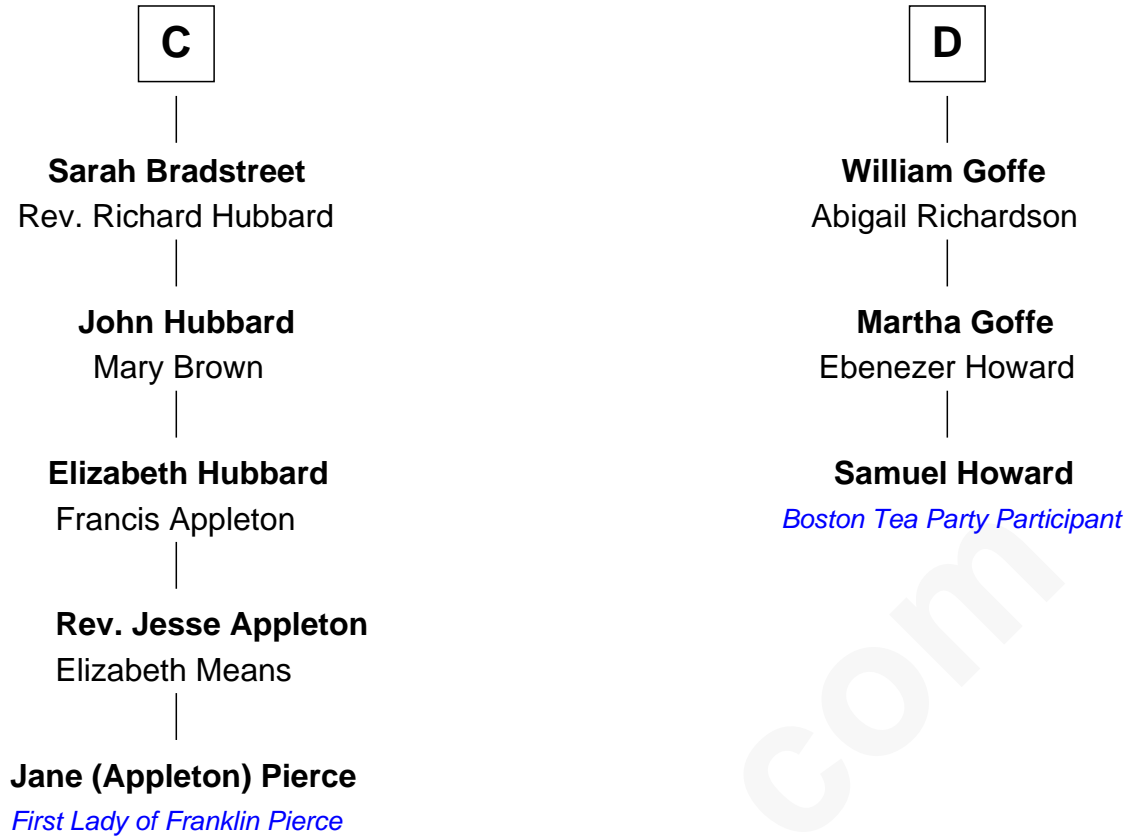 C
Sarah Bradstreet
Rev. Richard Hubbard
John Hubbard
Mary Brown
Elizabeth Hubbard
Francis Appleton
Rev. Jesse Appleton
Elizabeth Means
Jane (Appleton) Pierce
First Lady of Franklin Pierce
D
William Goffe
Abigail Richardson
Martha Goffe
Ebenezer Howard
Samuel Howard
Boston Tea Party Participant
com